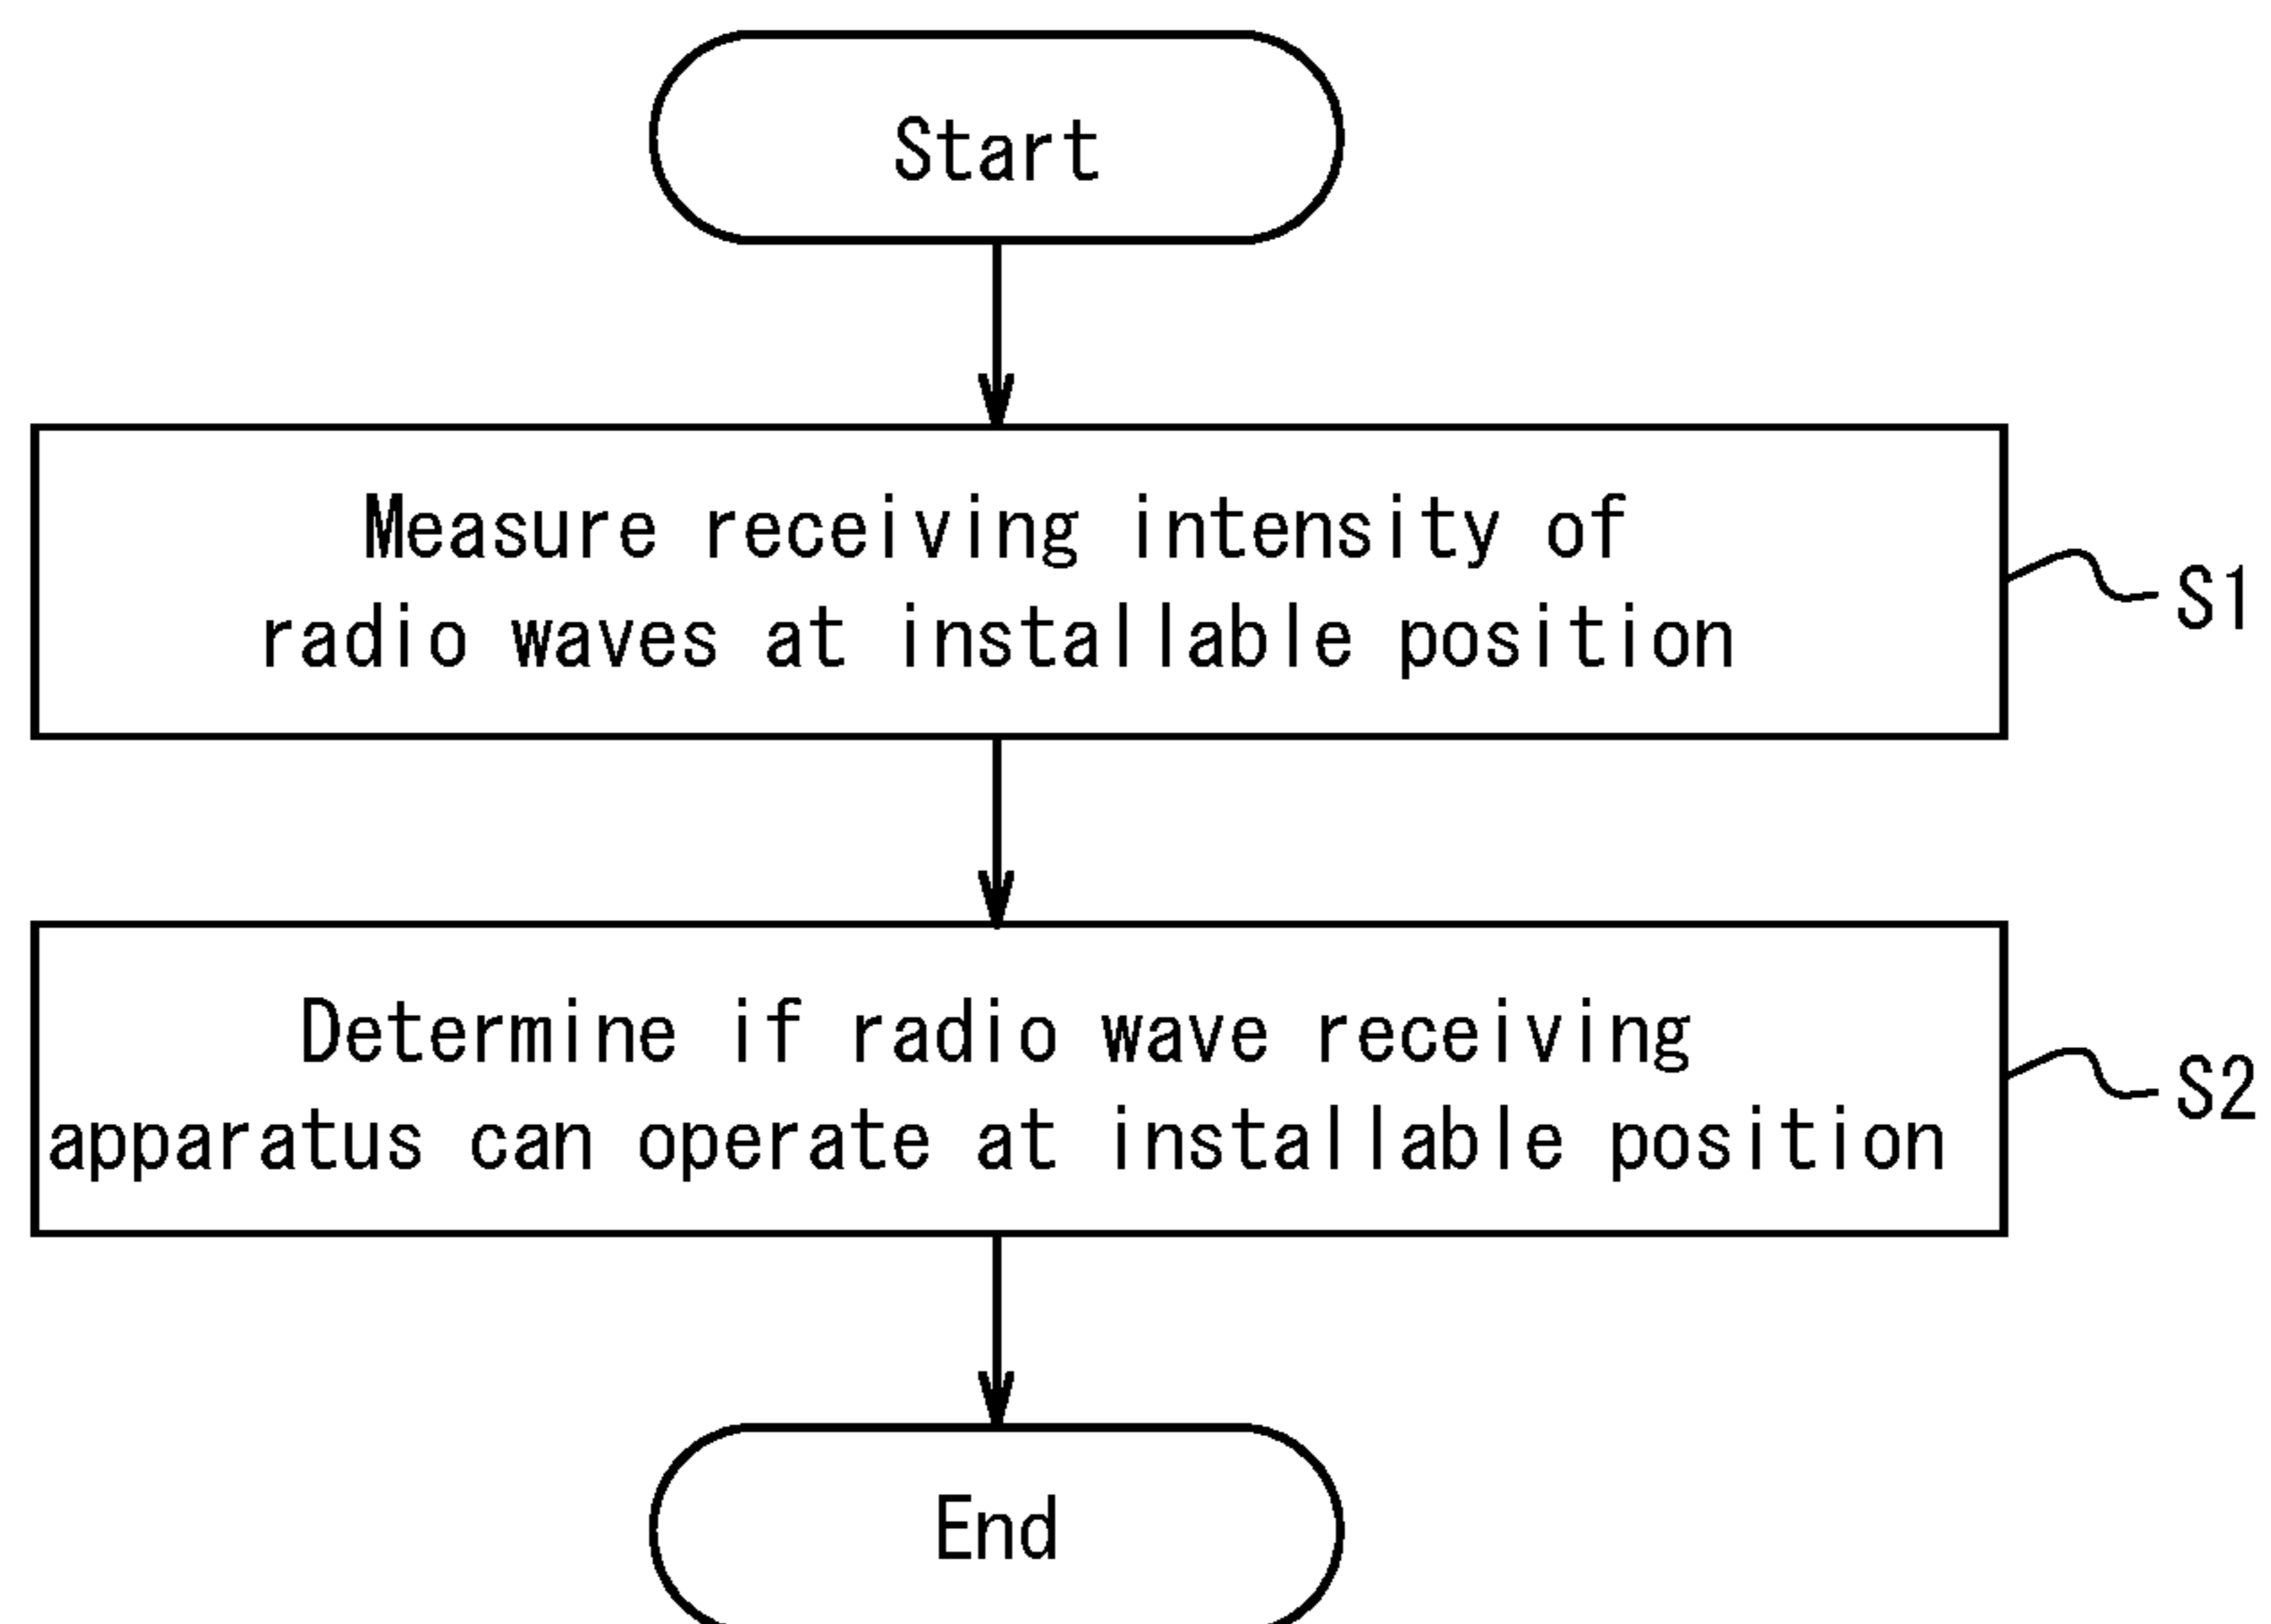 Start
Measure receiving intensity of
radio waves at installable position
S1
Determine if radio wave receiving
apparatus can operate at installable position
S2
End